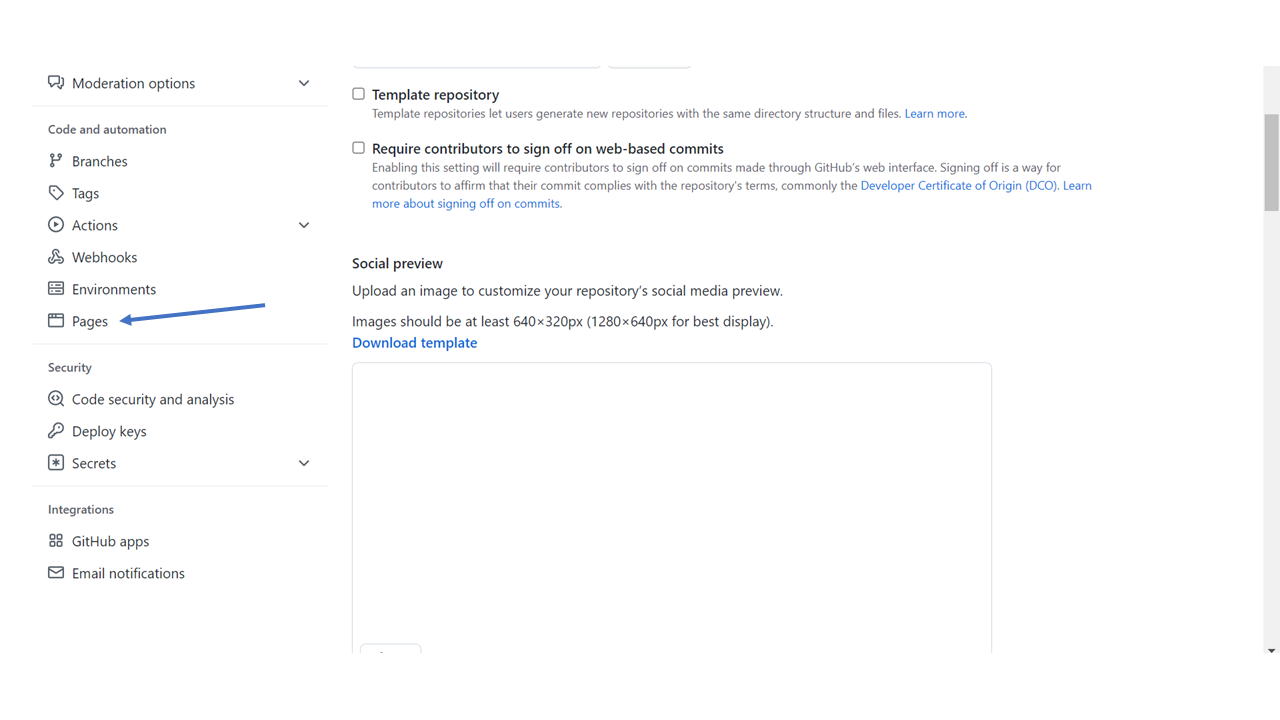 Moderation options
Code and automation
Branches
Tags
Actions
Webhooks
Environments
Pages
Security
Code security and analysis
Deploy keys
Secrets
Integrations
GitHub apps
Email notifications
Template repository
Template repositories let users generate new repositories with the same directory structure and files. Learn more.
Require contributors to sign off on web-based commits
Enabling this setting will require contributors to sign off on commits made through GitHub's web interface. Signing off is a way for
contributors to affirm that their commit complies with the repository's terms, commonly the Developer Certificate of Origin (DCO). Learn
more about signing off on commits.
Social preview
Upload an image to customize your repository's social media preview.
Images should be at least 640×320px (1280×640px for best display).
Download template